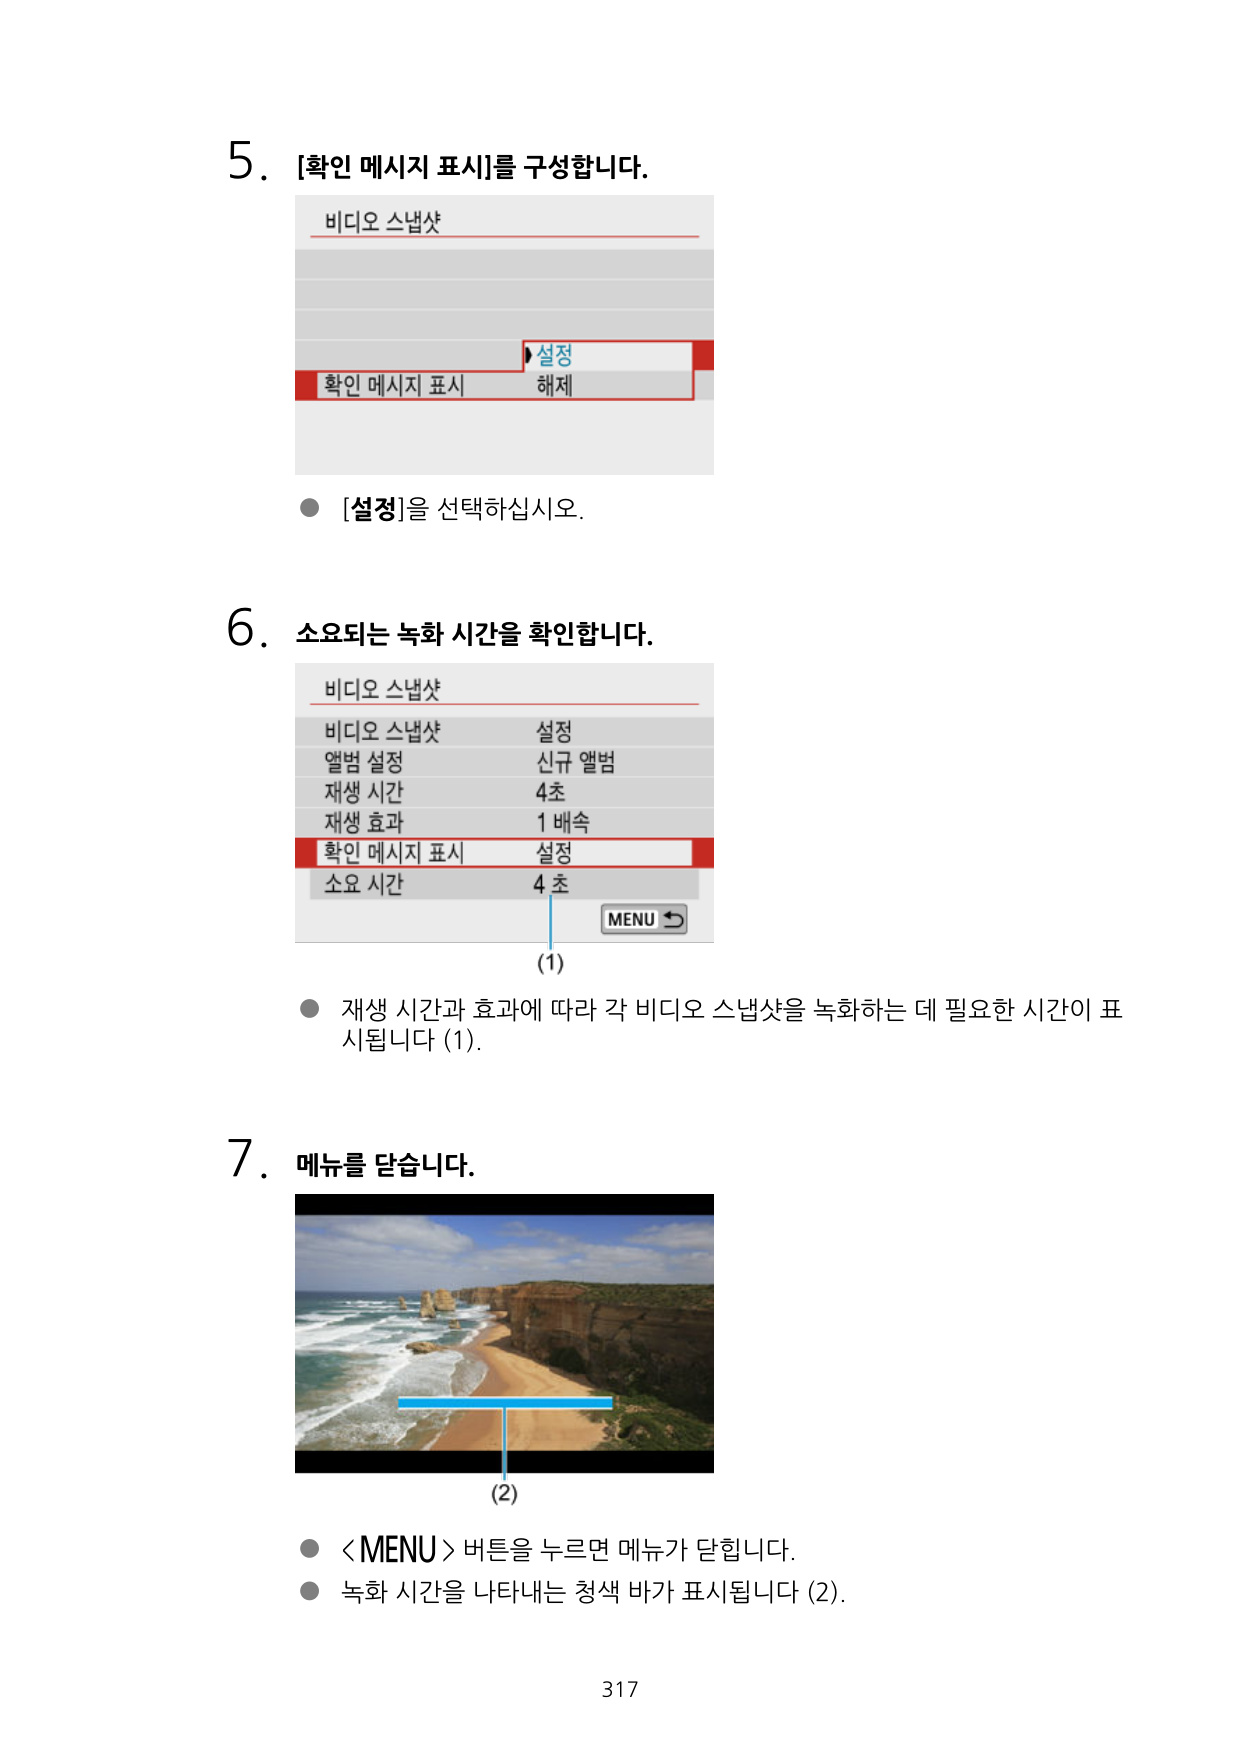 5. [확인 메시지 표시]를 구성합니다.
비디오 스냅샷
설정
확인 메시지 표시 해제
● [설정]을 선택하십시오.
6. 소요되는 녹화 시간을 확인합니다.
비디오 스냅샷
비디오 스냅샷 설정
앨범 설정 신규 앨범
재생 시간 4초
재생 효과 1 배속
확인 메시지 표시 설정
소요 시간 4 초
MENU
(1)
● 재생 시간과 효과에 따라 각 비디오 스냅샷을 녹화하는 데 필요한 시간이 표
시됩니다 (1).
7. 메뉴를 닫습니다.
(2)
● <MENU> 버튼을 누르면 메뉴가 닫힙니다.
● 녹화 시간을 나타내는 청색 바가 표시됩니다 (2).
317